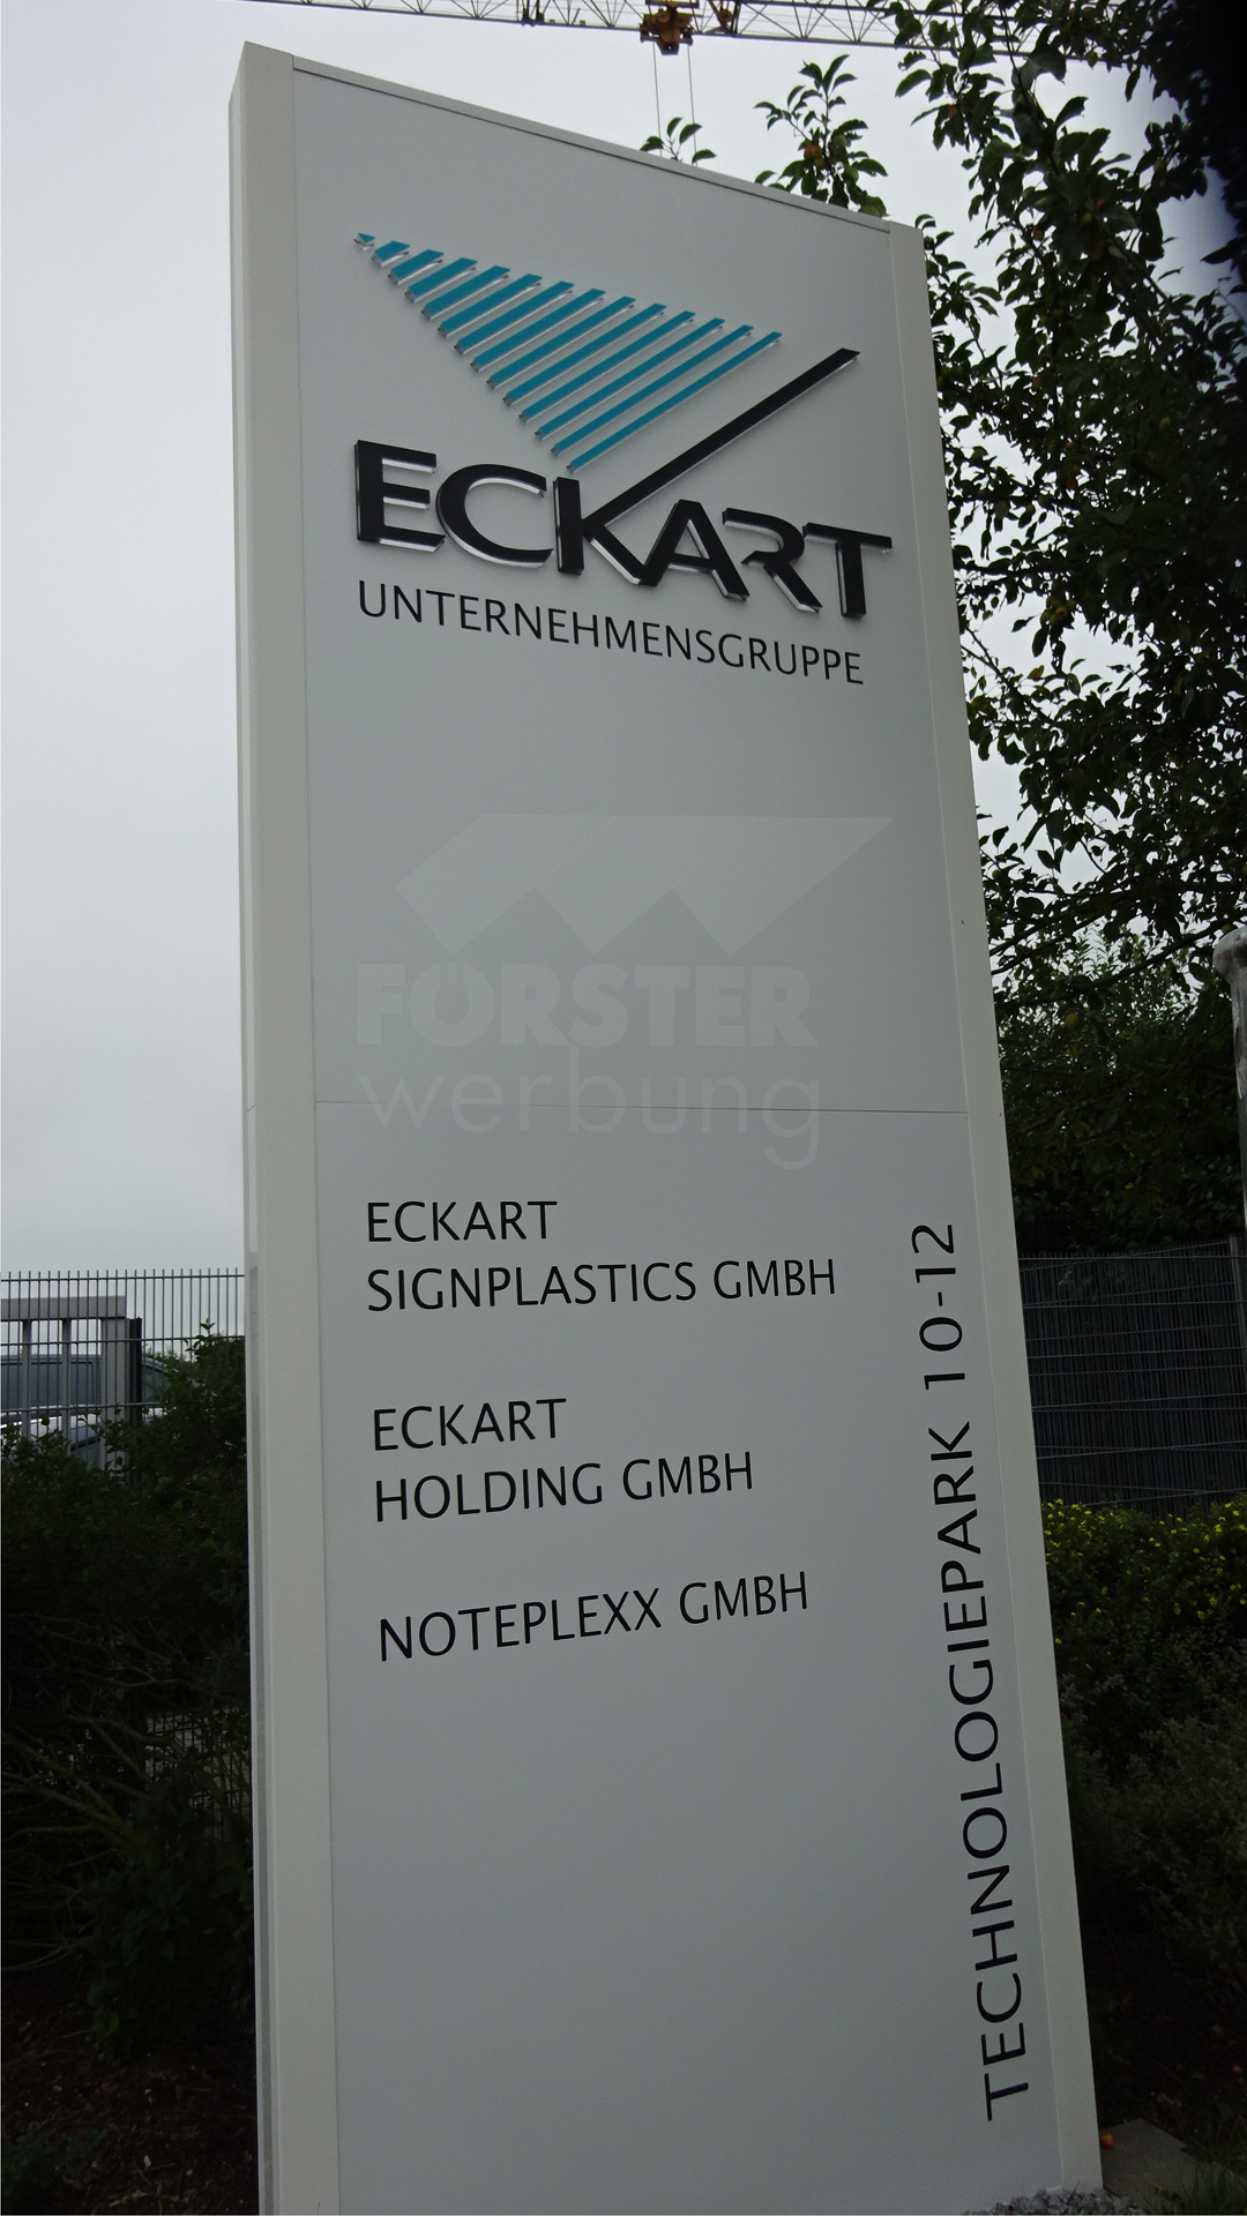 ECKART
UNTERNEHMENSGRUPPE
FÖRSTER
werbung
ECKART
SIGNPLASTICS GMBH
ECKART
HOLDING GMBH
NOTEPLEXX GMBH
TECHNOLOGIEPARK 10-12